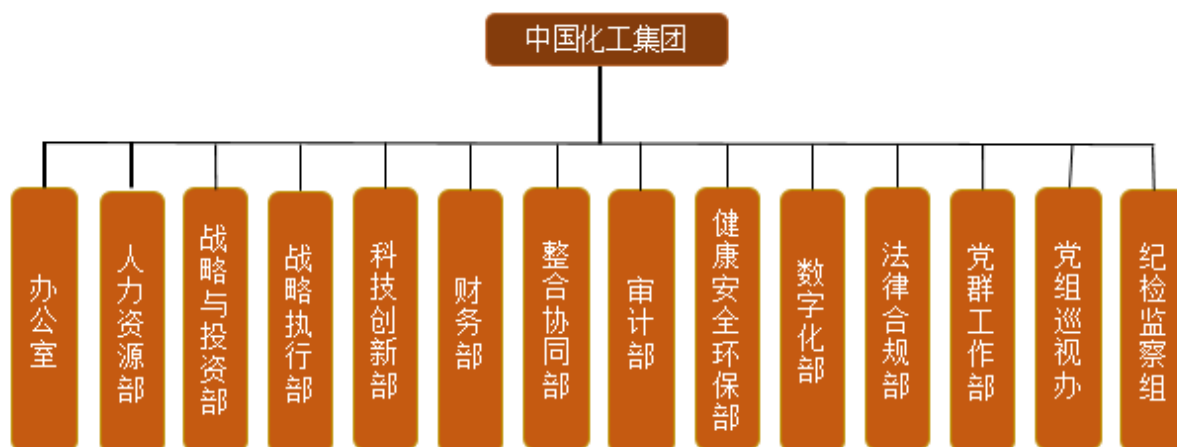 中国化工集团
办公室
人力资源部
战略与投资部
战略执行部
科技创新部
财务部
整合协同部
审计部
健康安全环保部
数字化部
法律合规部
党群工作部
党组巡视办
纪检监察组